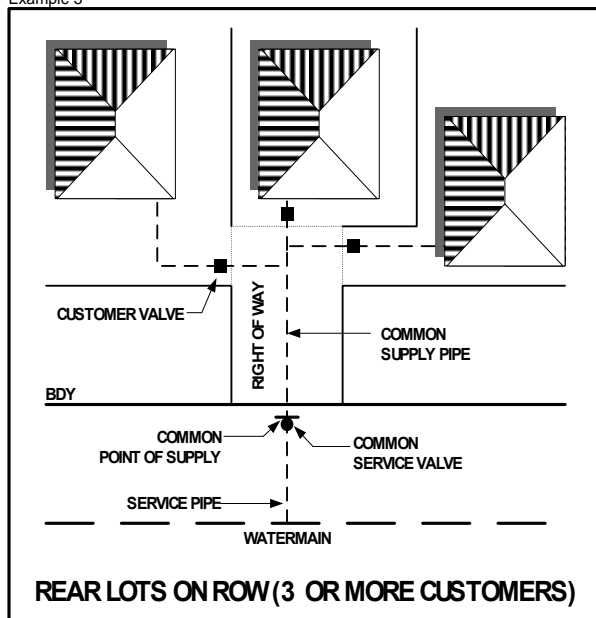 Example 5
CUSTOMER VALVE
RIGHT OF WAY
COMMON
SUPPLY PIPE
BDY
COMMON
POINT OF SUPPLY
COMMON
SERVICE VALVE
SERVICE PIPE
WATERMAIN
REAR LOTS ON ROW (3 OR MORE CUSTOMERS)